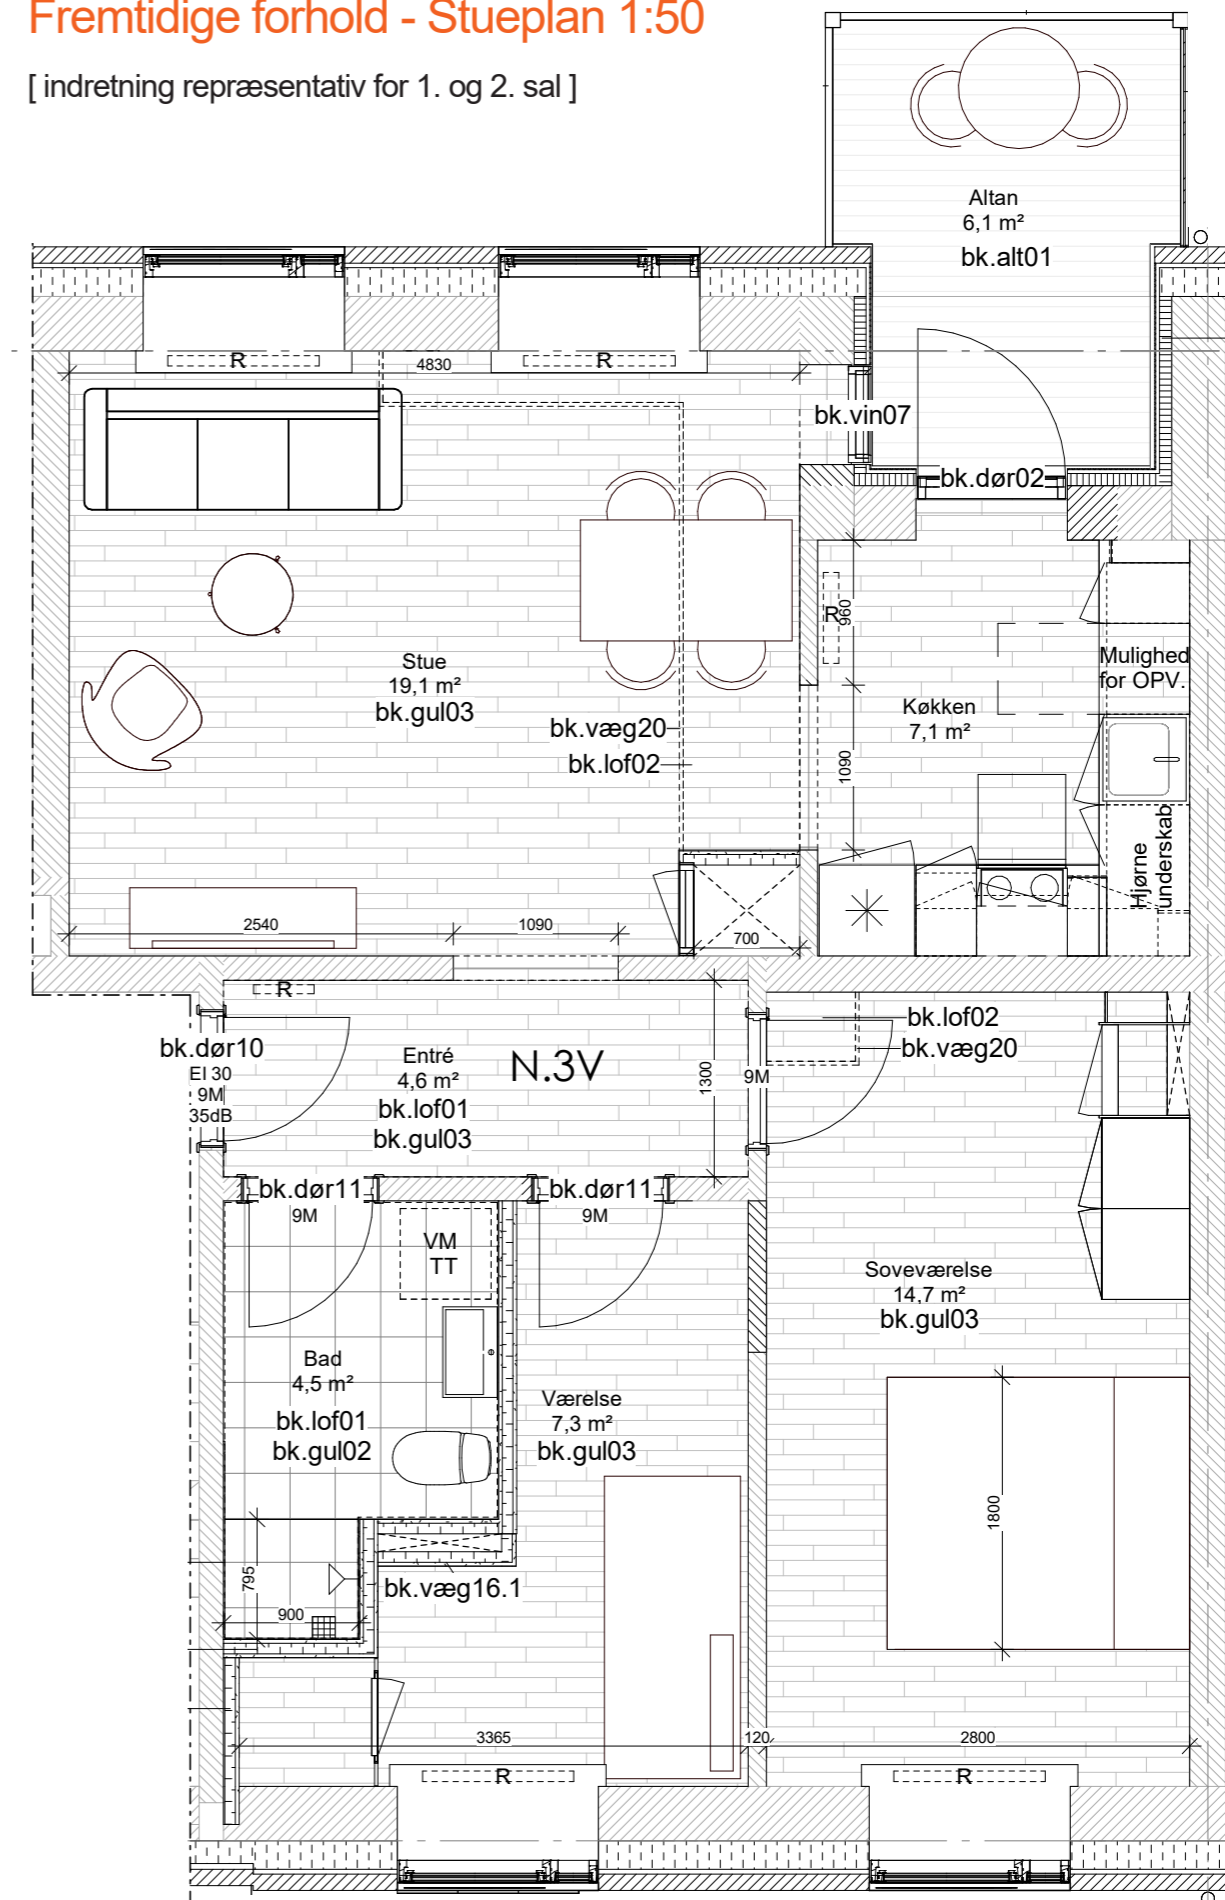 Fremtidige forhold - Stueplan 1:50
[ indretning repræsentativ for 1. og 2. sal ]
Altan
6,1 m²
bk.alt01
R
R
4830
bk.vin07
bk.dør02
R
960
Mulighed
for OPV.
Stue
19,1 m²
bk.gul03
Køkken
7,1 m²
bk.væg20
bk.lof02
1090
Hjørne
underskab
2540
1090
700
R
bk.dør10
EI 30
9M
35dB
Entré
4,6 m²
bk.lof01
bk.gul03
N.3V
1300
9M
bk.lof02
bk.væg20
bk.dør11
9M
bk.dør11
9M
VM
TT
Soveværelse
14,7 m²
bk.gul03
Bad
4,5 m²
bk.lof01
bk.gul02
Værelse
7,3 m²
bk.gul03
1800
795
900
bk.væg16.1
3365
120
2800
R
R